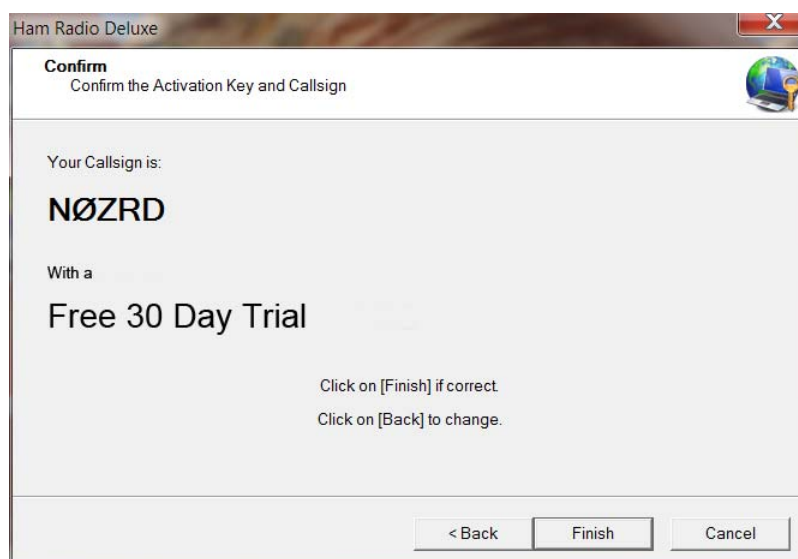 Ham Radio Deluxe
Confirm
Confirm the Activation Key and Callsign
Your Callsign is:
NØZRD
With a
Free 30 Day Trial
Click on [Finish] if correct.
Click on [Back] to change.
< Back Finish Cancel